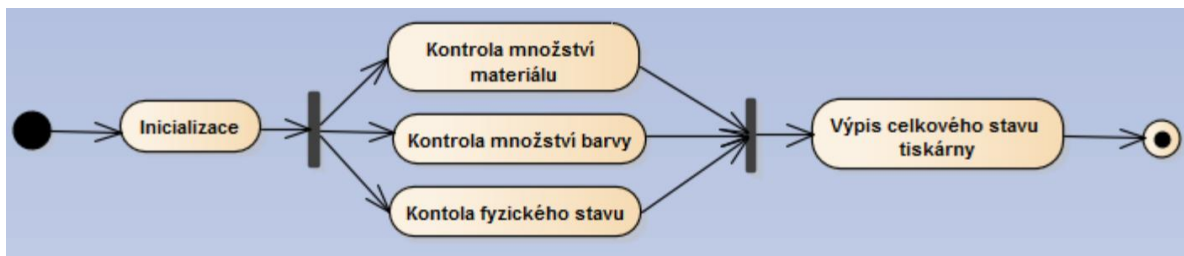 Inicializace
Kontrola množství
materiálu
Kontrola množství barvy
Kontola fyzického stavu
Výpis celkového stavu
tiskárny